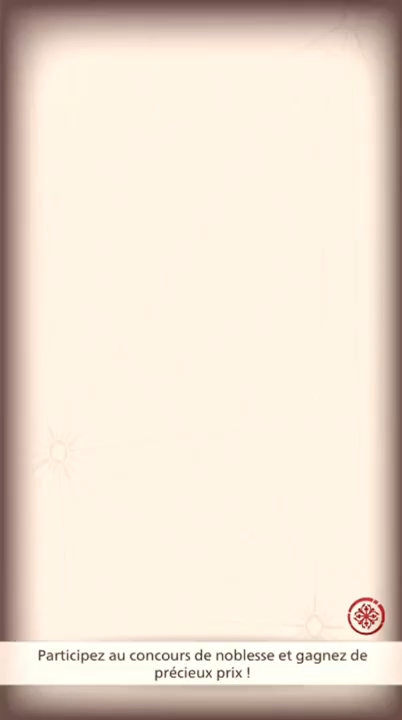 Participez au concours de noblesse et gagnez de
précieux prix !